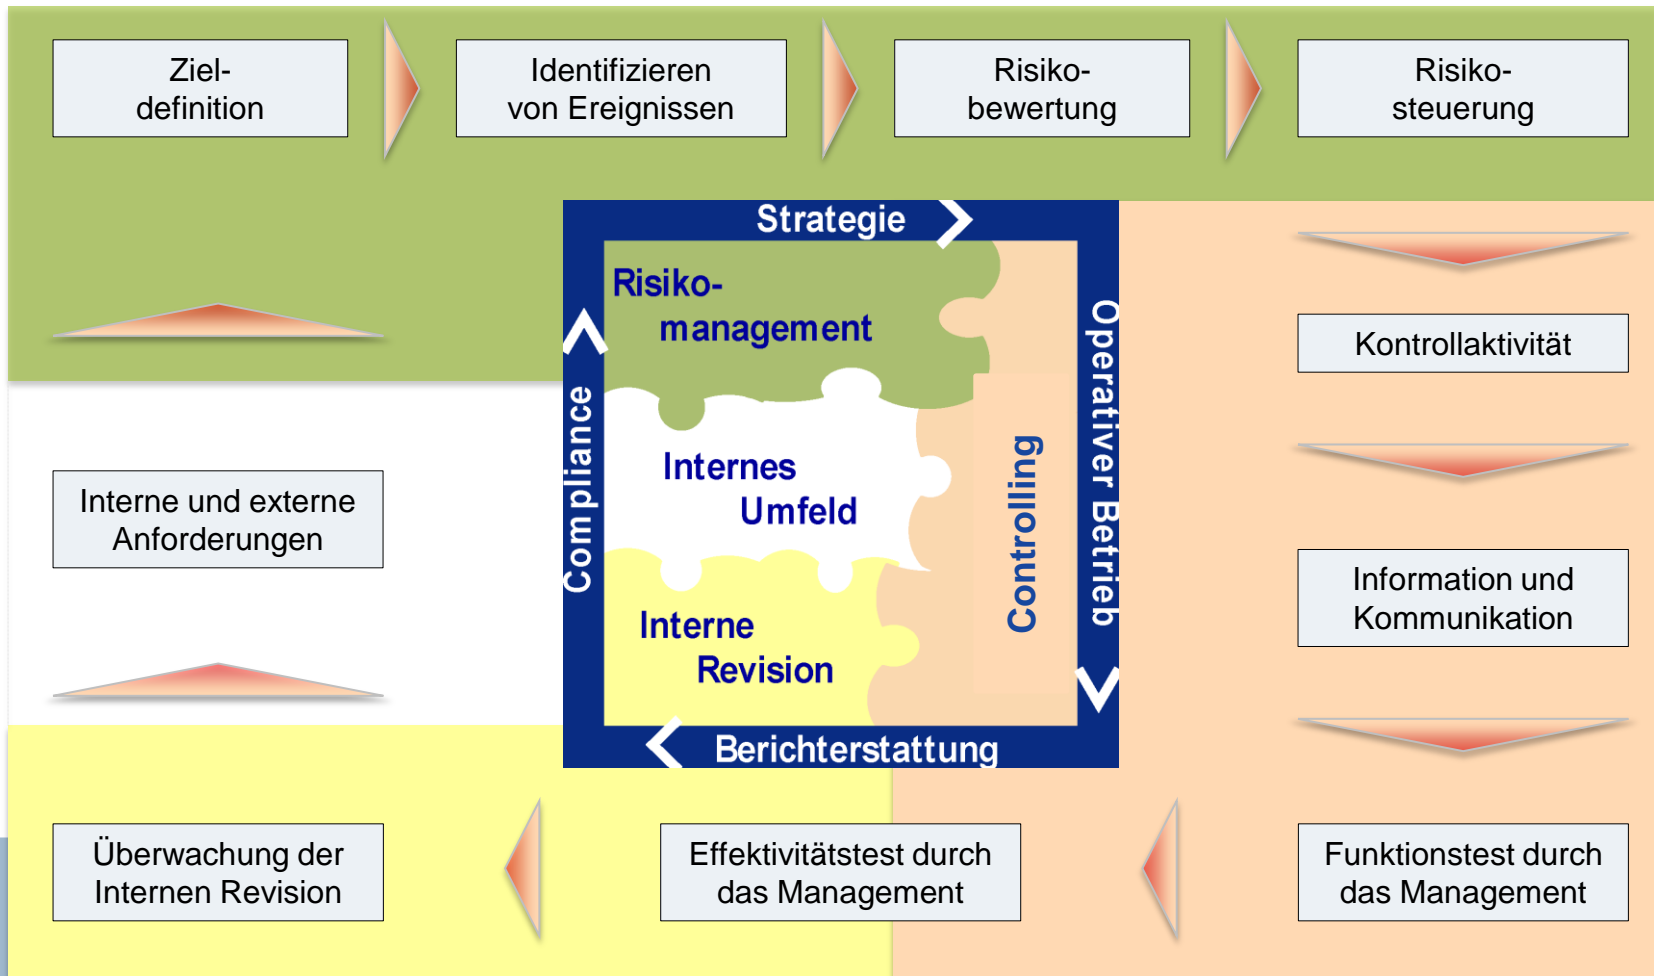 Ziel-
definition
Identifizieren
von Ereignissen
Risiko-
bewertung
Risiko-
steuerung
Strategie
Risiko-
management
Operativer Betrieb
Kontrollaktivität
Compliance
Internes
Umfeld
Controlling
Interne und externe
Anforderungen
Information und
Kommunikation
Interne
Revision
Berichterstattung
Überwachung der
Internen Revision
Effektivitätstest durch
das Management
Funktionstest durch
das Management